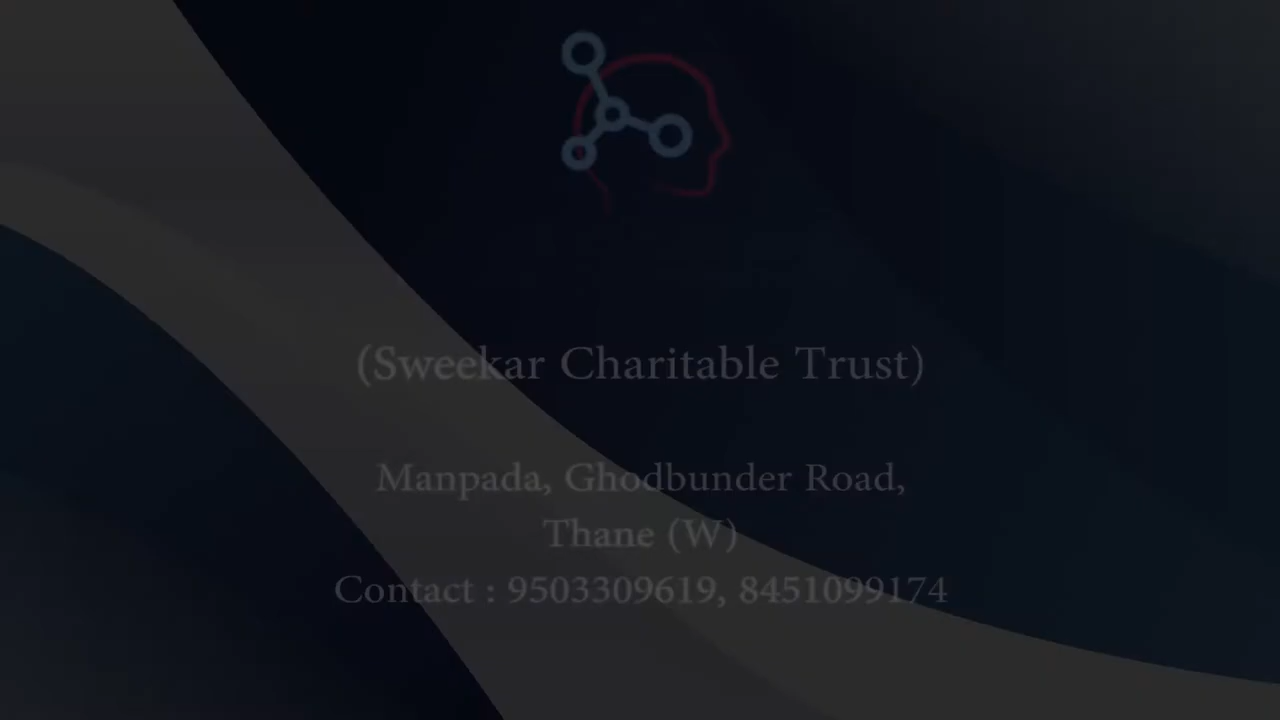 (Sweekar Charitable Trust)
Manpada, Ghodbunder Road,
Thane (W)
Contact : 9503309619, 8451099174